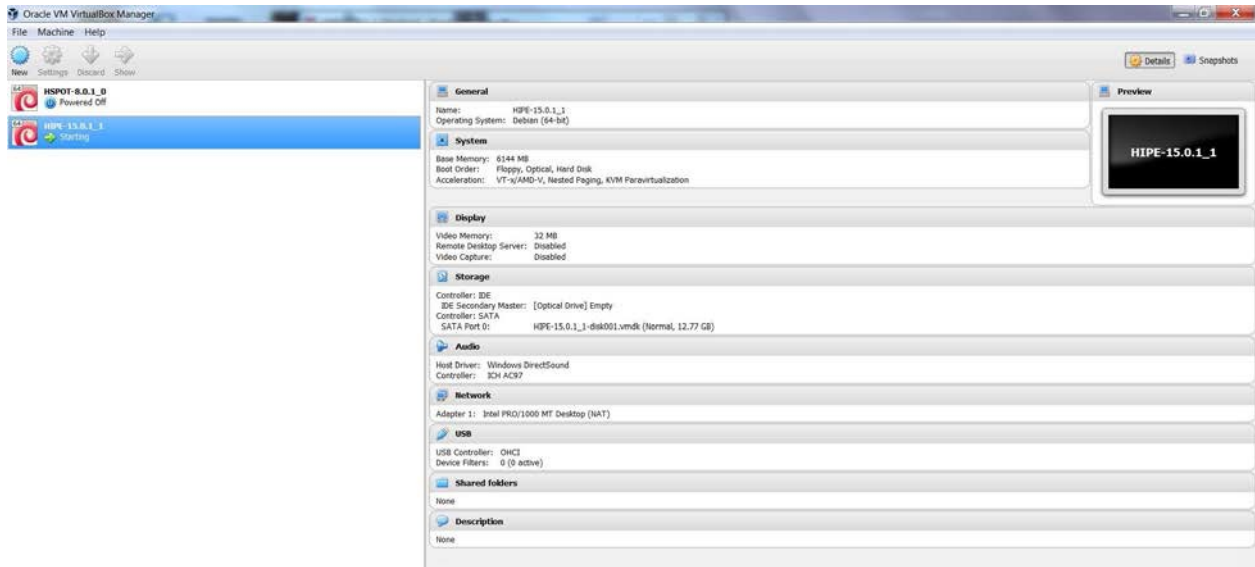 Oracle VM VirtualBox Manager
File Machine Help
New Settings Discard Show
Details Snapshots
64
HSPOT-8.0.1_0
Powered Off
64
HIPE-15.0.1_1
Starting
General
Name: HIPE-15.0.1_1
Operating System: Debian (64-bit)
System
Base Memory: 6144 MB
Boot Order: Floppy, Optical, Hard Disk
Acceleration: VT-x/AMD-V, Nested Paging, KVM Paravirtualization
Preview
HIPE-15.0.1_1
Display
Video Memory: 32 MB
Remote Desktop Server: Disabled
Video Capture: Disabled
Storage
Controller: IDE
IDE Secondary Master: [Optical Drive] Empty
Controller: SATA
SATA Port 0: HIPE-15.0.1_1-disk001.vmdk (Normal, 12.77 GB)
Audio
Host Driver: Windows DirectSound
Controller: ICH AC97
Network
Adapter 1: Intel PRO/1000 MT Desktop (NAT)
USB
USB Controller: OHCI
Device Filters: 0 (0 active)
Shared folders
None
Description
None